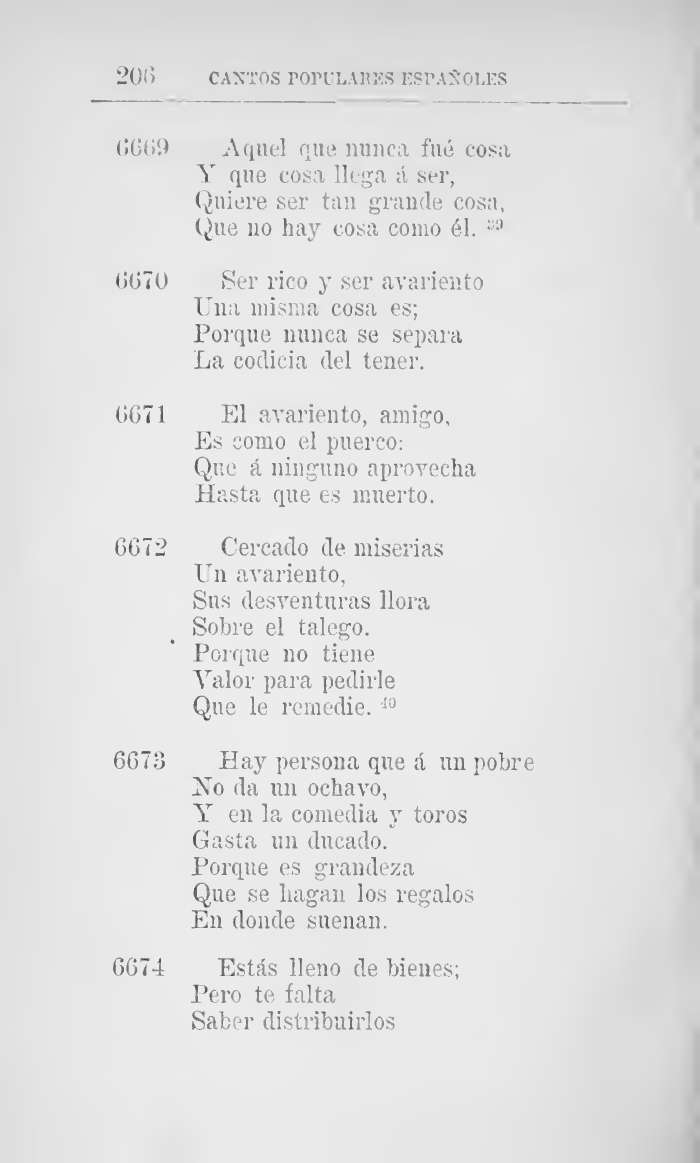 206 CANTOS POPULARES ESPAÑOLES
6669 Aquel que nunca fué cosa
Y que cosa llega á ser,
Quiere ser tan grande cosa,
Que no hay cosa como él. 39
6670 Ser rico y ser avariento
Una misma cosa es;
Porque nunca se separa
La codicia del tener.
6671 El avariento, amigo,
Es como el puerco:
Que á ninguno aprovecha
Hasta que es muerto.
6672 Cercado de miserias
Un avariento,
Sus desventuras llora
Sobre el talego.
Porque no tiene
Valor para pedirle
Que le remedie. 40
6673 Hay persona que á un pobre
No da un ochavo,
Y en la comedia y toros
Gasta un ducado.
Porque es grandeza
Que se hagan los regalos
En donde suenan.
6674 Estás lleno de bienes;
Pero te falta
Saber distribuirlos